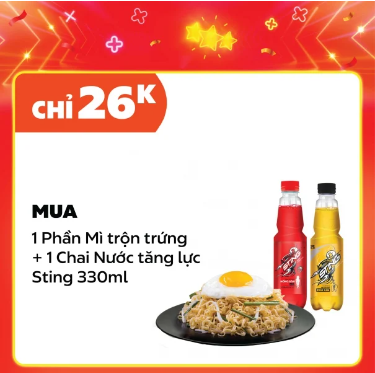 CHỈ 26K
MUA
1 Phần Mì trộn trứng
+ 1 Chai Nước tăng lực
Sting 330ml